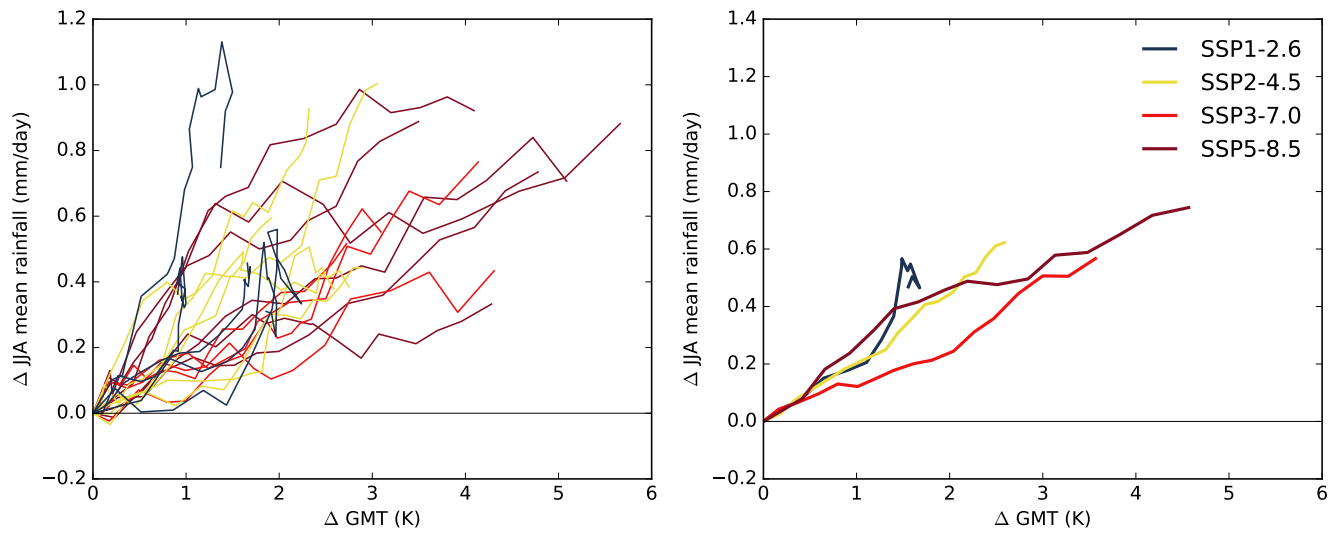 1.2
1.0
0.8
0.6
0.4
0.2
0.0
−0.2
0 1 2 3 4 5 6
Δ GMT (K)
Δ JJA mean rainfall (mm/day)
1.4
1.2
1.0
0.8
0.6
0.4
0.2
0.0
−0.2
0 1 2 3 4 5 6
Δ GMT (K)
Δ JJA mean rainfall (mm/day)
SSP1-2.6
SSP2-4.5
SSP3-7.0
SSP5-8.5